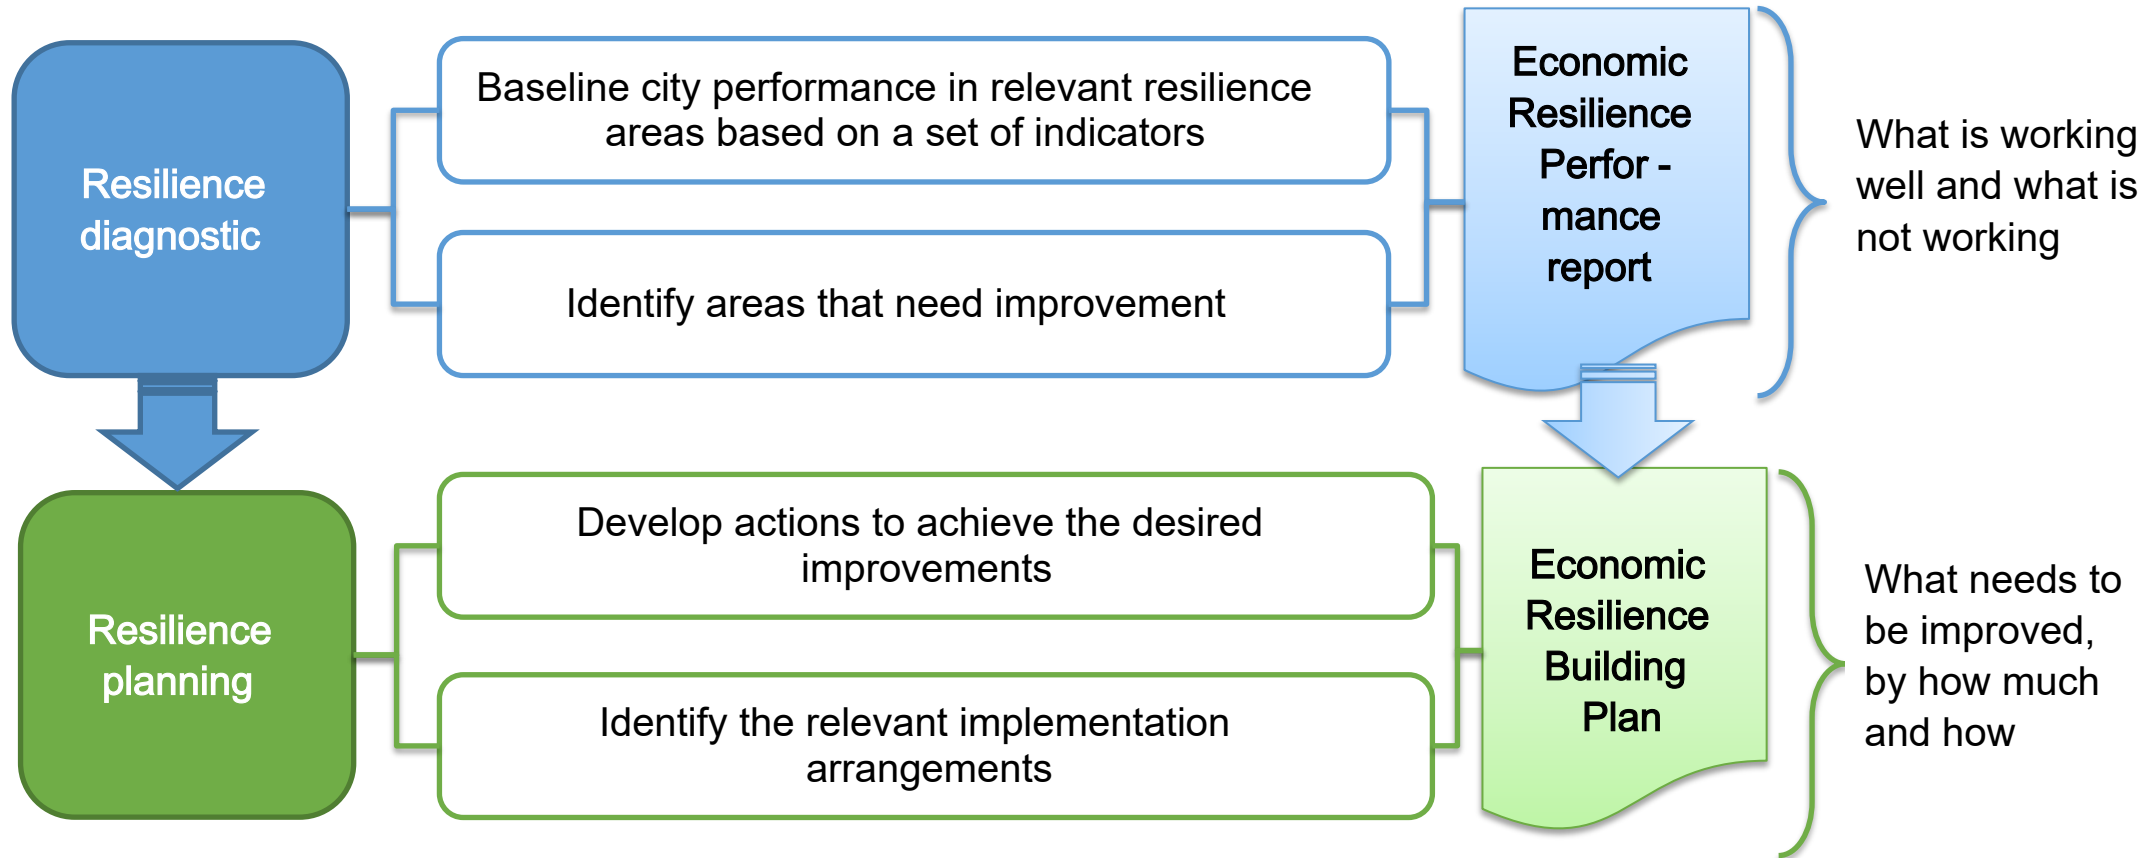 Resilience
diagnostic
Baseline city performance in relevant resilience
areas based on a set of indicators
Identify areas that need improvement
Economic
Resilience
Perfor -
mance
report
What is working
well and what is
not working
Resilience
planning
Develop actions to achieve the desired
improvements
Identify the relevant implementation
arrangements
Economic
Resilience
Building
Plan
What needs to
be improved,
by how much
and how